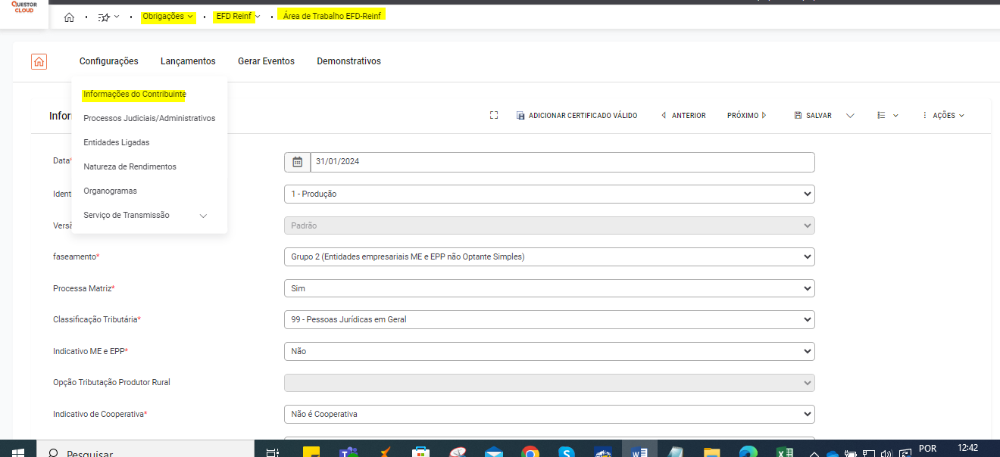 QUESTOR
CLOUD
Obrigações
EFD Reinf
Área de Trabalho EFD-Reinf
Configurações Lançamentos Gerar Eventos Demonstrativos
Informações do Contribuinte
Processos Judiciais/Administrativos
Entidades Ligadas
Natureza de Rendimentos
Organogramas
Serviço de Transmissão
Infor
ADICIONAR CERTIFICADO VÁLIDO ANTERIOR PRÓXIMO SALVAR AÇÕES
Data* 31/01/2024
Ident 1 - Produção
Versã Padrão
faseamento* Grupo 2 (Entidades empresariais ME e EPP não Optante Simples)
Processa Matriz* Sim
Classificação Tributária* 99 - Pessoas Jurídicas em Geral
Indicativo ME e EPP* Não
Opção Tributação Produtor Rural
Indicativo de Cooperativa* Não é Cooperativa
Pesquisar
POR 12:42